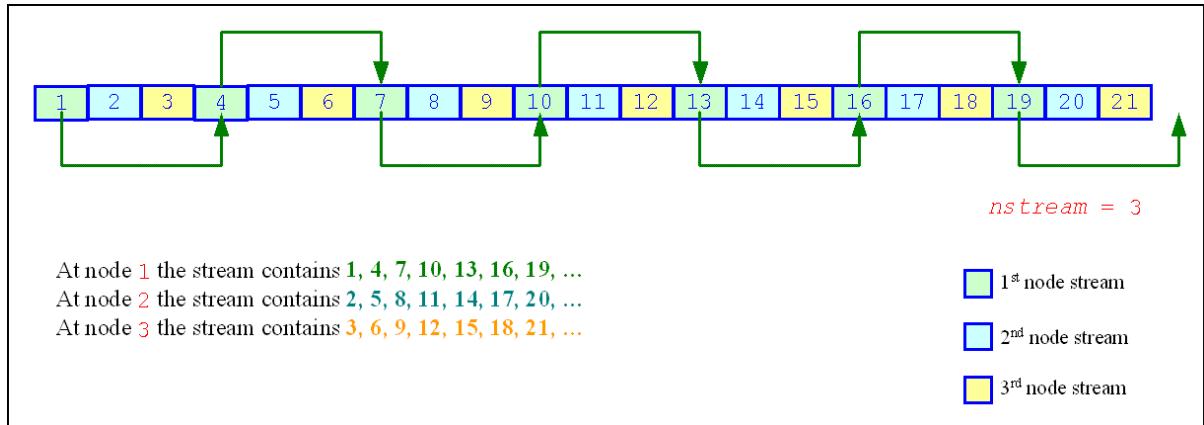 1 2 3 4 5 6 7 8 9 10 11 12 13 14 15 16 17 18 19 20 21
nstream = 3
At node 1 the stream contains 1, 4, 7, 10, 13, 16, 19, ...
At node 2 the stream contains 2, 5, 8, 11, 14, 17, 20, ...
At node 3 the stream contains 3, 6, 9, 12, 15, 18, 21, ...
1st node stream
2nd node stream
3rd node stream